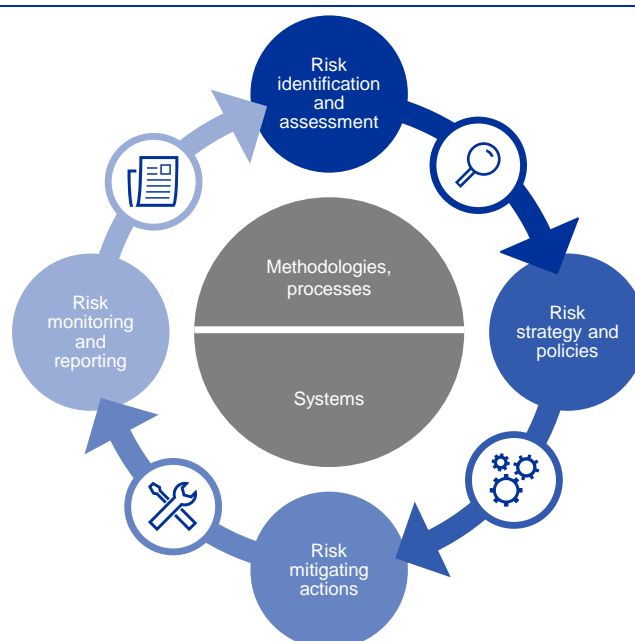 Risk
identification
and
assessment
Methodologies,
processes
Risk
monitoring
and
reporting
Risk
strategy and
policies
Systems
Risk
mitigating
actions